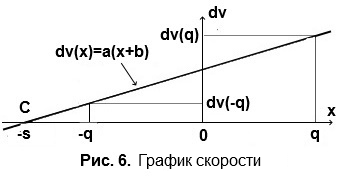 dv
dv(q)
dv(x)=a(x+b)
C
dv(-q)
x
-s
-q
0
q
Рис. 6. График скорости